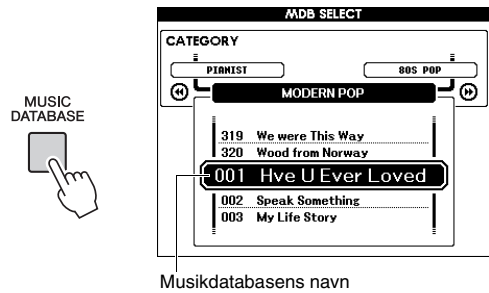 MDB SELECT
CATEGORY
PIANIST
80S POP
MODERN POP
MUSIC
DATABASE
319 We were This Way
320 Wood from Norway
001 Hve U Ever Loved
002 Speak Something
003 My Life Story
Musikdatabasens navn